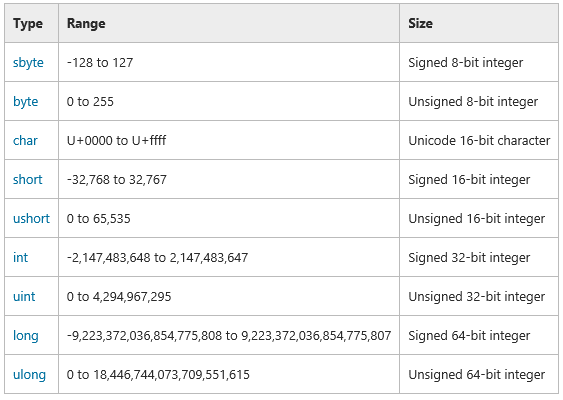 Type Range Size
sbyte -128 to 127 Signed 8-bit integer
byte 0 to 255 Unsigned 8-bit integer
char U+0000 to U+ffff Unicode 16-bit character
short -32,768 to 32,767 Signed 16-bit integer
ushort 0 to 65,535 Unsigned 16-bit integer
int -2,147,483,648 to 2,147,483,647 Signed 32-bit integer
uint 0 to 4,294,967,295 Unsigned 32-bit integer
long -9,223,372,036,854,775,808 to 9,223,372,036,854,775,807 Signed 64-bit integer
ulong 0 to 18,446,744,073,709,551,615 Unsigned 64-bit integer